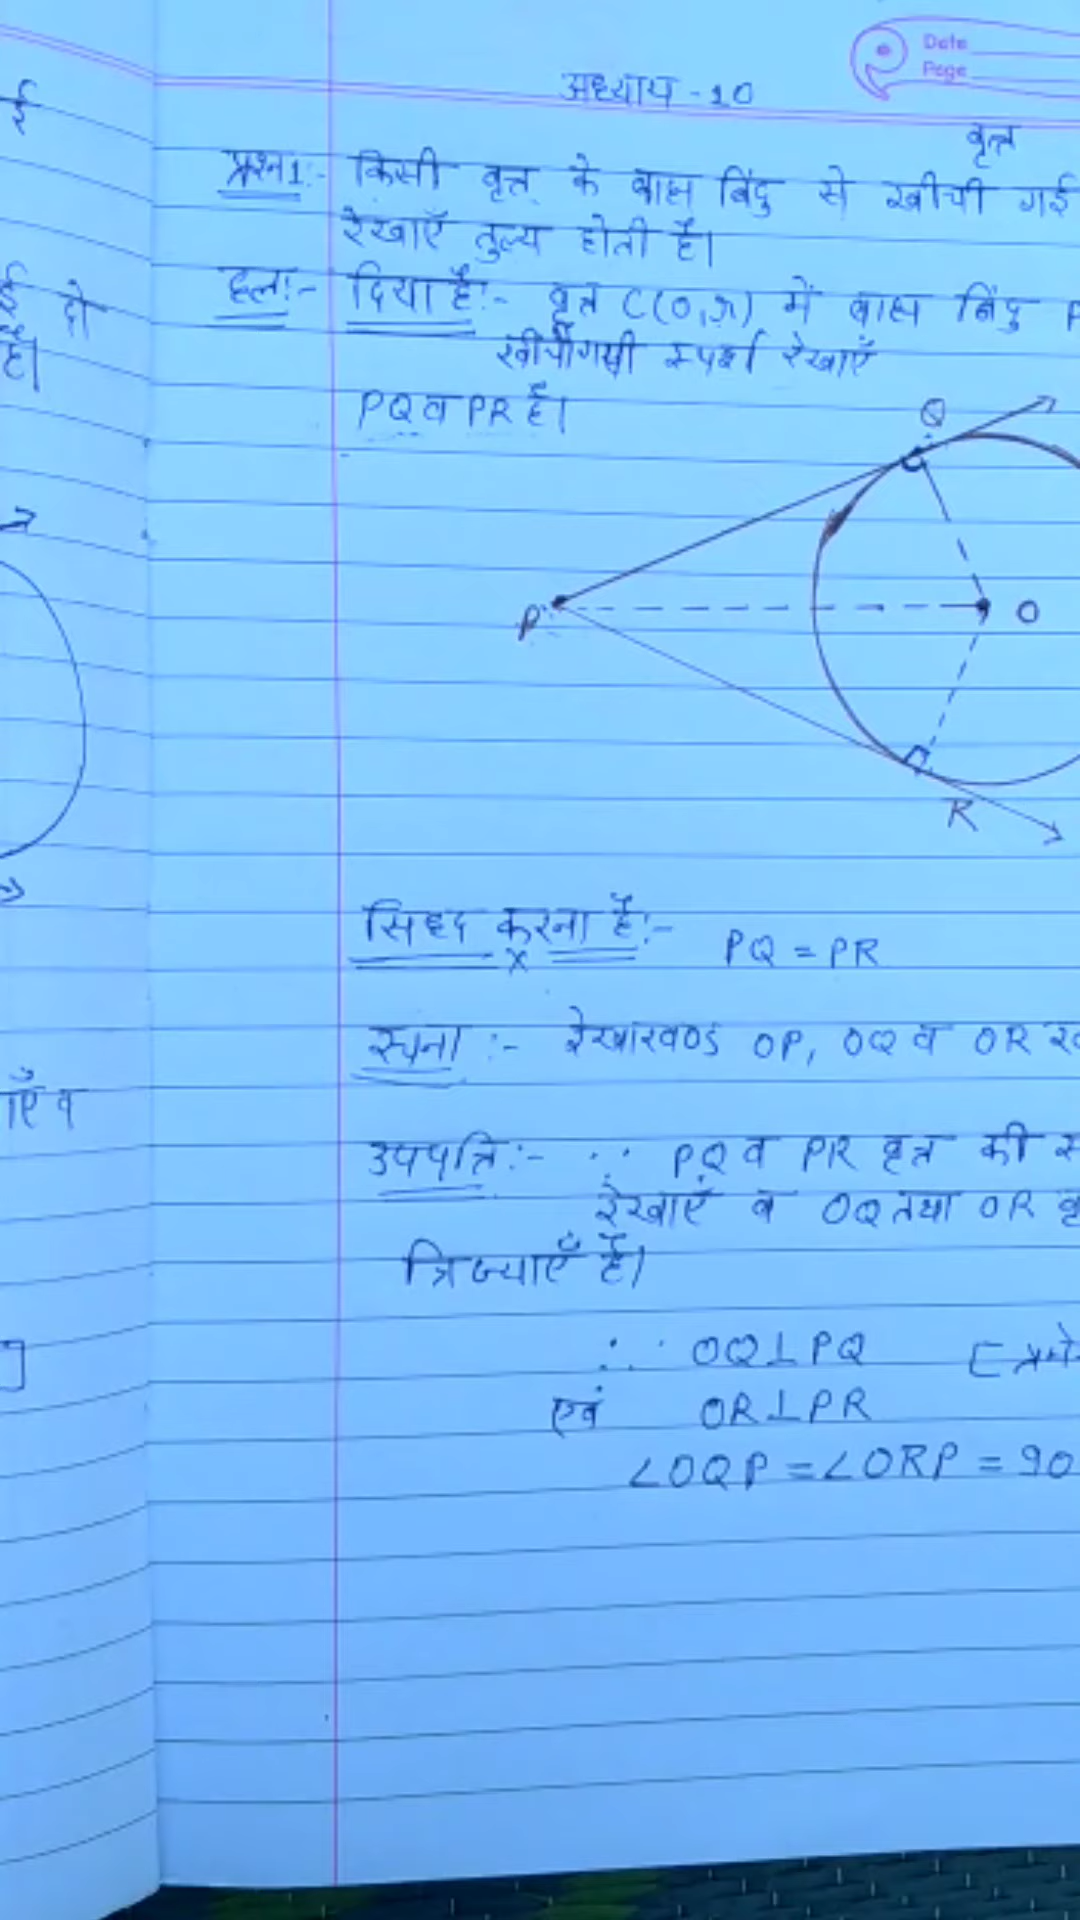 Date
Page
अध्याय - 10
वृत्त
प्रश्न 1:- किसी वृत्त के बाह्य बिंदु से खीची गई
रेखाएँ तुल्य होती है।
हल:- दिया है:- वृत्त C(O,r) में बाह्य बिंदु P
खीचीगयी स्पर्श रेखाएँ
PQ व PR है।
Q
P
O
R
सिध्द करना है:- PQ = PR
रचना :- रेखाखण्ड OP, OQ व OR
उपपत्ति:- ∵ PQ व PR वृत्त की
रेखाएँ व OQ तथा OR
त्रिज्याएँ है।
∴ OQ⊥PQ [
एवं OR⊥PR
∠OQP = ∠ORP = 90
ई
ई दो
है।
एँ व
]